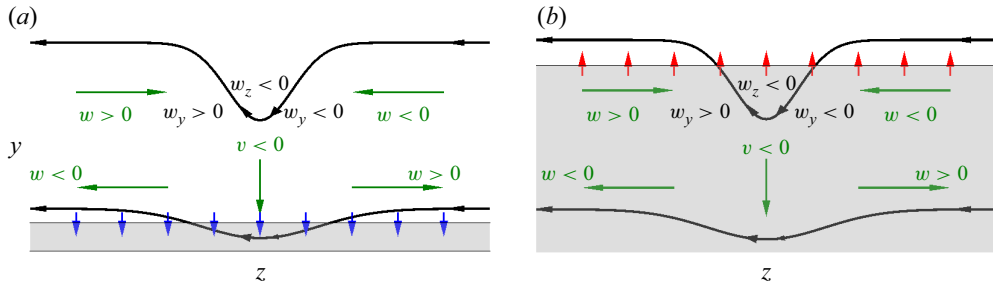 (a)
w_z < 0
w > 0
w_y > 0
w_y < 0
w < 0
y
v < 0
w < 0
w > 0
z
(b)
w_z < 0
w > 0
w_y > 0
w_y < 0
w < 0
v < 0
w < 0
w > 0
z